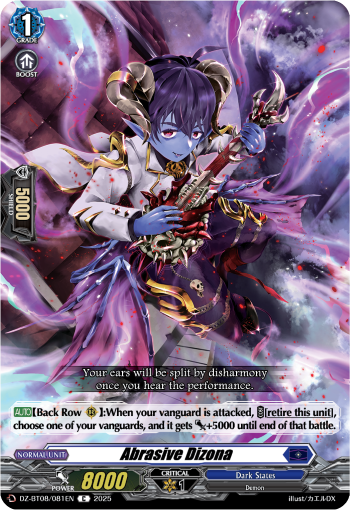 1
GRADE
BOOST
5000
SHIELD
Your ears will be split by disharmony
once you hear the performance.
AUTO【Back Row】:When your vanguard is attacked, [retire this unit],
choose one of your vanguards, and it gets +5000 until end of that battle.
NORMAL UNIT
Abrasive Dizona
POWER 8000
CRITICAL
1
Dark States
Demon
DZ-BT08/081EN C 2025
illust/カエルDX